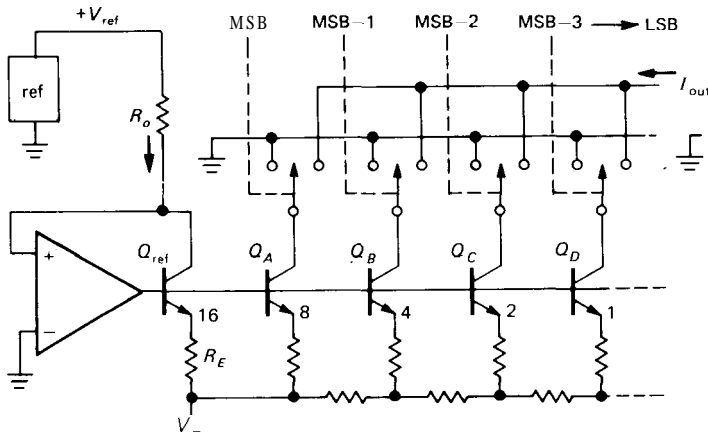 +V_ref
MSB MSB−1 MSB−2 MSB−3 LSB
ref
R_o
I_out
+
−
Q_ref Q_A Q_B Q_C Q_D
16 8 4 2 1
R_E
V_−